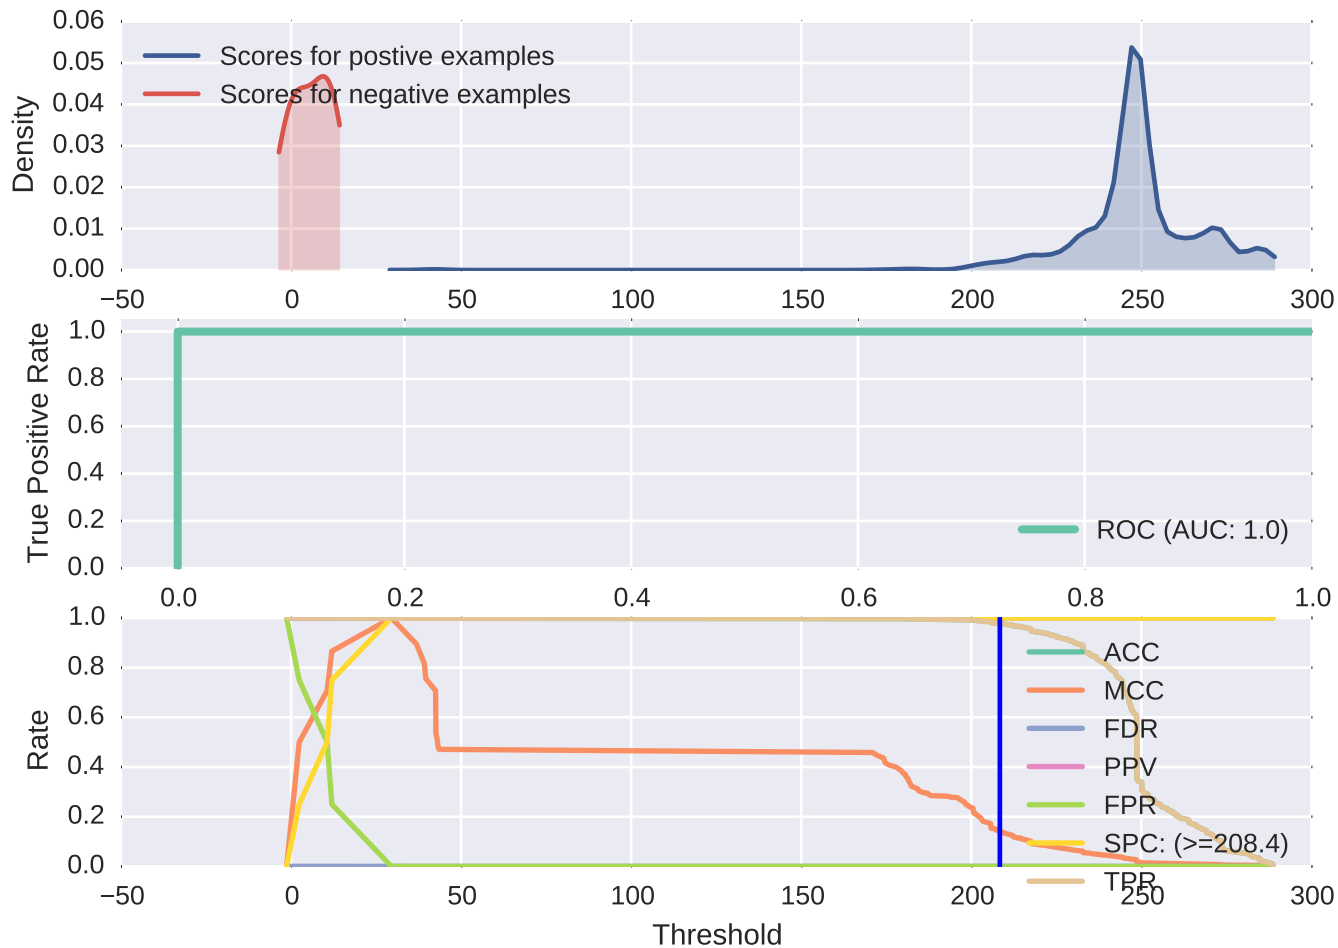 0.06
0.05
0.04
0.03
0.02
0.01
0.00
Density
Scores for postive examples
Scores for negative examples
−50 0 50 100 150 200 250 300
1.0
0.8
0.6
0.4
0.2
0.0
True Positive Rate
ROC (AUC: 1.0)
0.0 0.2 0.4 0.6 0.8 1.0
1.0
0.8
0.6
0.4
0.2
0.0
Rate
ACC
MCC
FDR
PPV
FPR
SPC: (>=208.4)
TPR
−50 0 50 100 150 200 250 300
Threshold